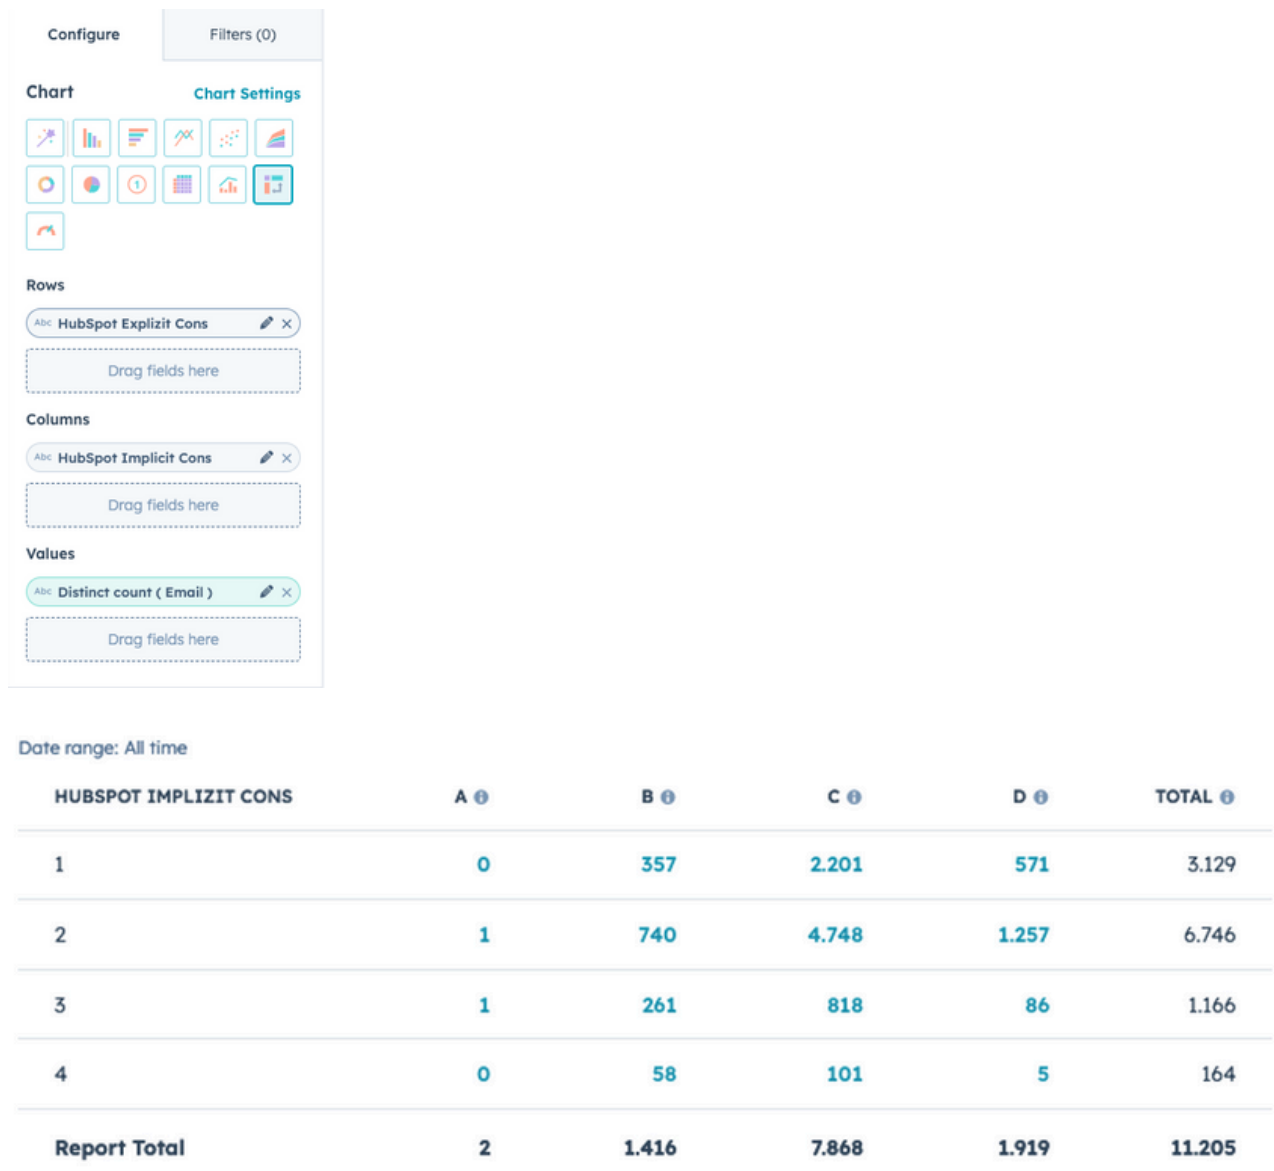 Configure Filters (0)
Chart Chart Settings
1
Rows
Abc HubSpot Explizit Cons
Drag fields here
Columns
Abc HubSpot Implicit Cons
Drag fields here
Values
Abc Distinct count ( Email )
Drag fields here
Date range: All time
HUBSPOT IMPLIZIT CONS A B C D TOTAL
1 0 357 2.201 571 3.129
2 1 740 4.748 1.257 6.746
3 1 261 818 86 1.166
4 0 58 101 5 164
Report Total 2 1.416 7.868 1.919 11.205